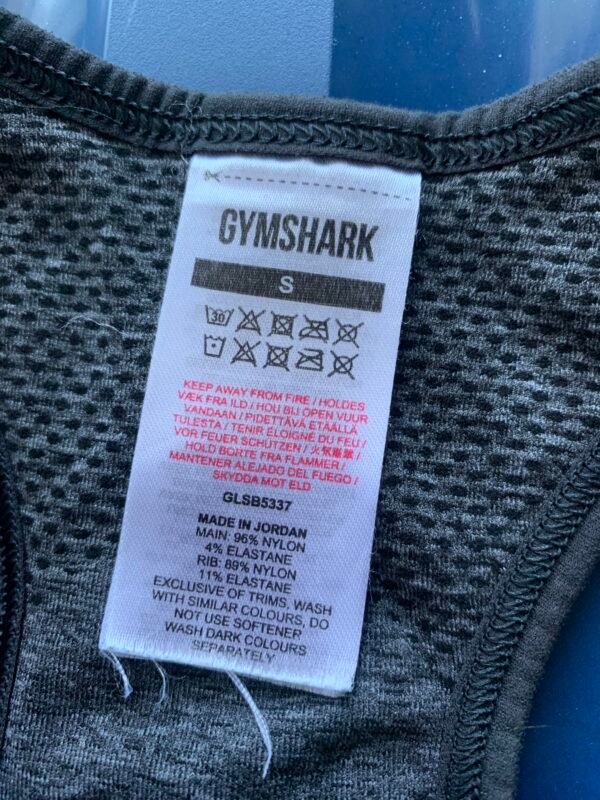 GYMSHARK
S
30
KEEP AWAY FROM FIRE / HOLDES
VÆK FRA ILD / HOU BIJ OPEN VUUR
VANDAAN / PIDETTÄVÄ ETÄÄLLÄ
TULESTA / TENIR ÉLOIGNÉ DU FEU /
VOR FEUER SCHÜTZEN / 火気厳禁 /
HOLD BORTE FRA FLAMMER /
MANTENER ALEJADO DEL FUEGO /
SKYDDA MOT ELD
GLSB5337
MADE IN JORDAN
MAIN: 96% NYLON
4% ELASTANE
RIB: 89% NYLON
11% ELASTANE
EXCLUSIVE OF TRIMS, WASH
WITH SIMILAR COLOURS, DO
NOT USE SOFTENER
WASH DARK COLOURS
SEPARATELY